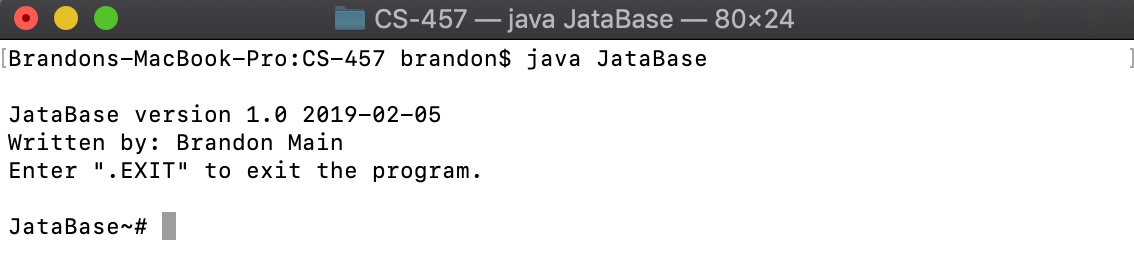 CS-457 — java JataBase — 80×24
[Brandons-MacBook-Pro:CS-457 brandon$ java JataBase ]
JataBase version 1.0 2019-02-05
Written by: Brandon Main
Enter ".EXIT" to exit the program.
JataBase~#